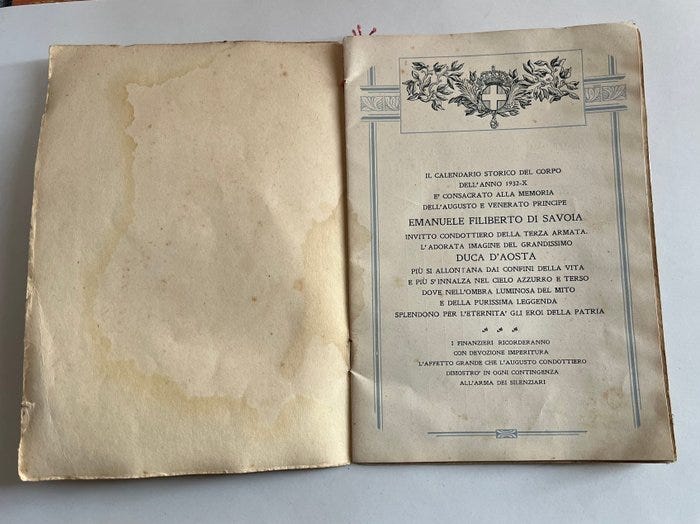 IL CALENDARIO STORICO DEL CORPO
DELL'ANNO 1932-X
E' CONSACRATO ALLA MEMORIA
DELL'AUGUSTO E VENERATO PRINCIPE
EMANUELE FILIBERTO DI SAVOIA
INVITTO CONDOTTIERO DELLA TERZA ARMATA.
L'ADORATA IMAGINE DEL GRANDISSIMO
DUCA D'AOSTA
PIÙ SI ALLONTANA DAI CONFINI DELLA VITA
E PIÙ S'INNALZA NEL CIELO AZZURRO E TERSO
DOVE NELL'OMBRA LUMINOSA DEL MITO
E DELLA PURISSIMA LEGGENDA
SPLENDONO PER L'ETERNITA' GLI EROI DELLA PATRIA
I FINANZIERI RICORDERANNO
CON DEVOZIONE IMPERITURA
L'AFFETTO GRANDE CHE L'AUGUSTO CONDOTTIERO
DIMOSTRO' IN OGNI CONTINGENZA
ALL'ARMA DEI SILENZIARI